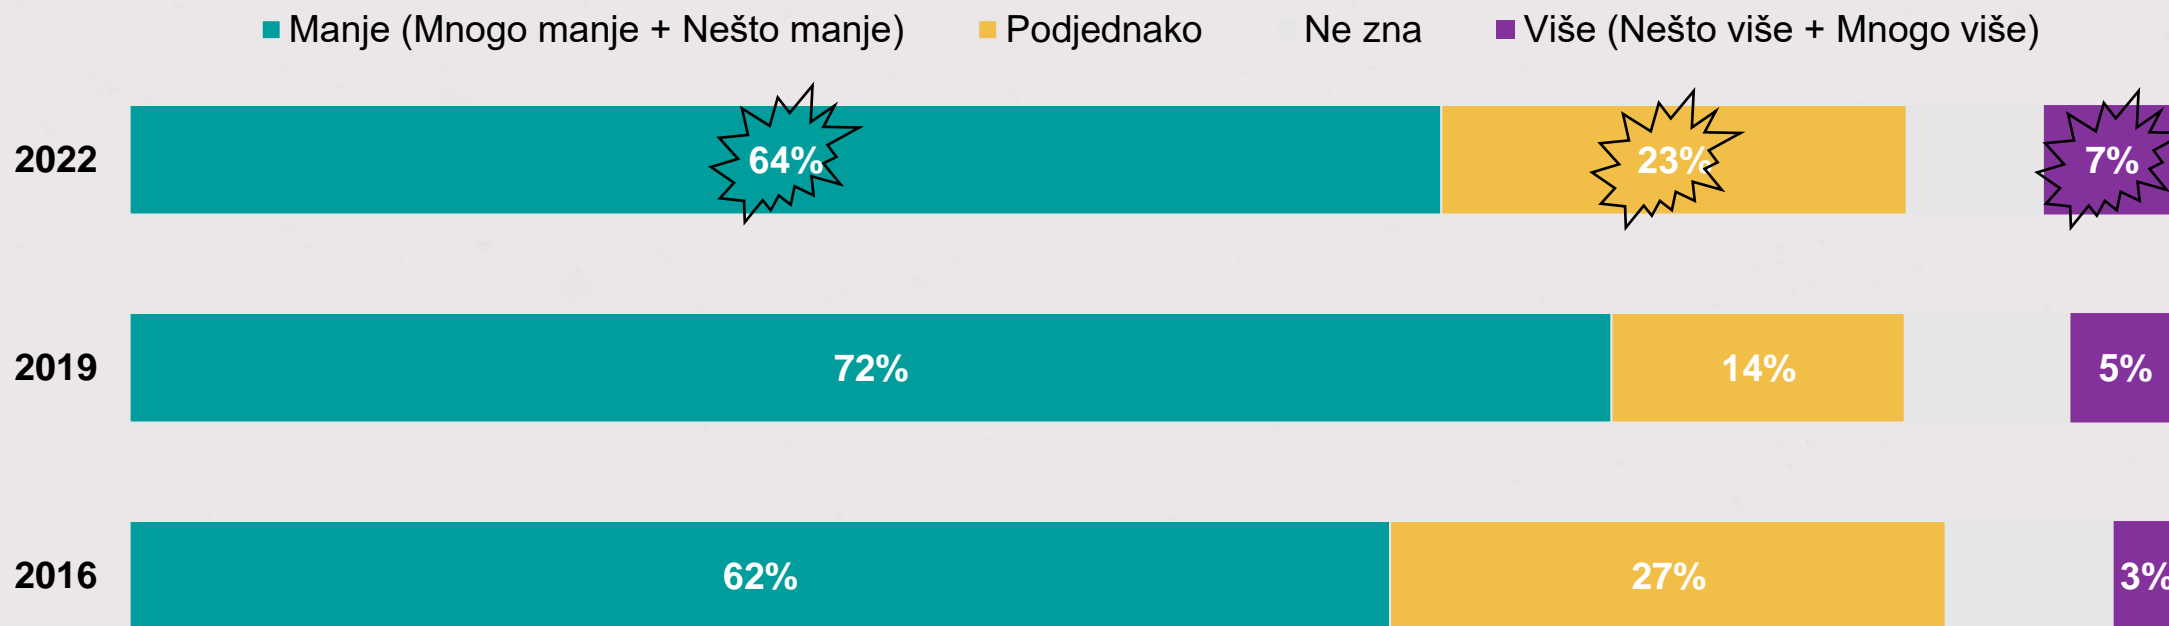 Manje (Mnogo manje + Nešto manje) Podjednako Ne zna Više (Nešto više + Mnogo više)
2022 64% 23% 7%
2019 72% 14% 5%
2016 62% 27% 3%